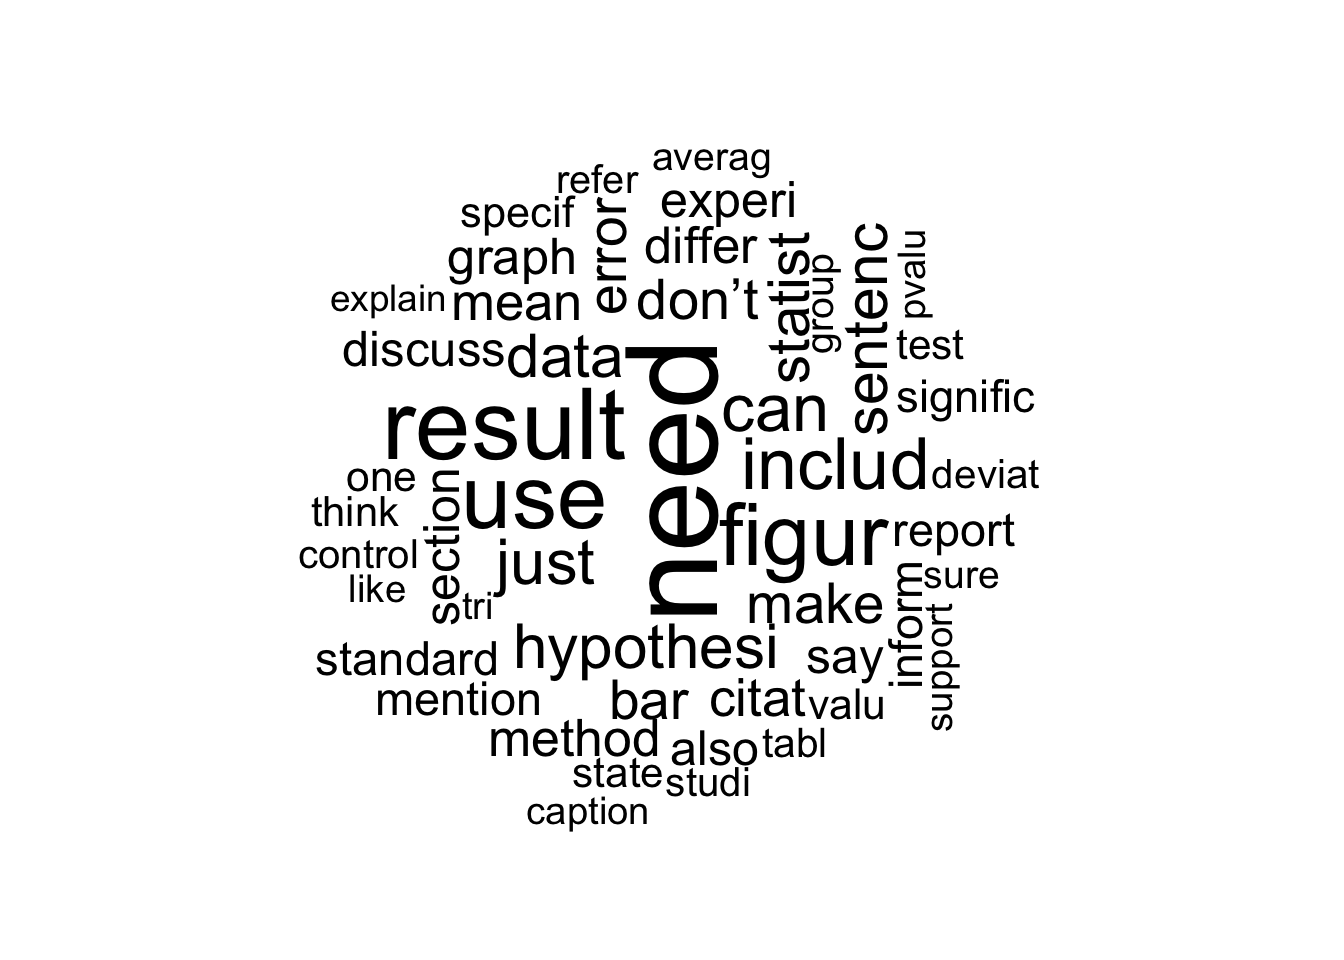 averag
refer
experi
specif
error
differ
graph
statist
group
sentenc
pvalu
explain
mean
don’t
discuss
data
test
need
can
signific
result
includ
deviat
one
use
section
think
figur
report
control
just
like
tri
make
inform
sure
support
hypothesi
standard
say
mention
bar
citat
valu
method
also
tabl
state
studi
caption